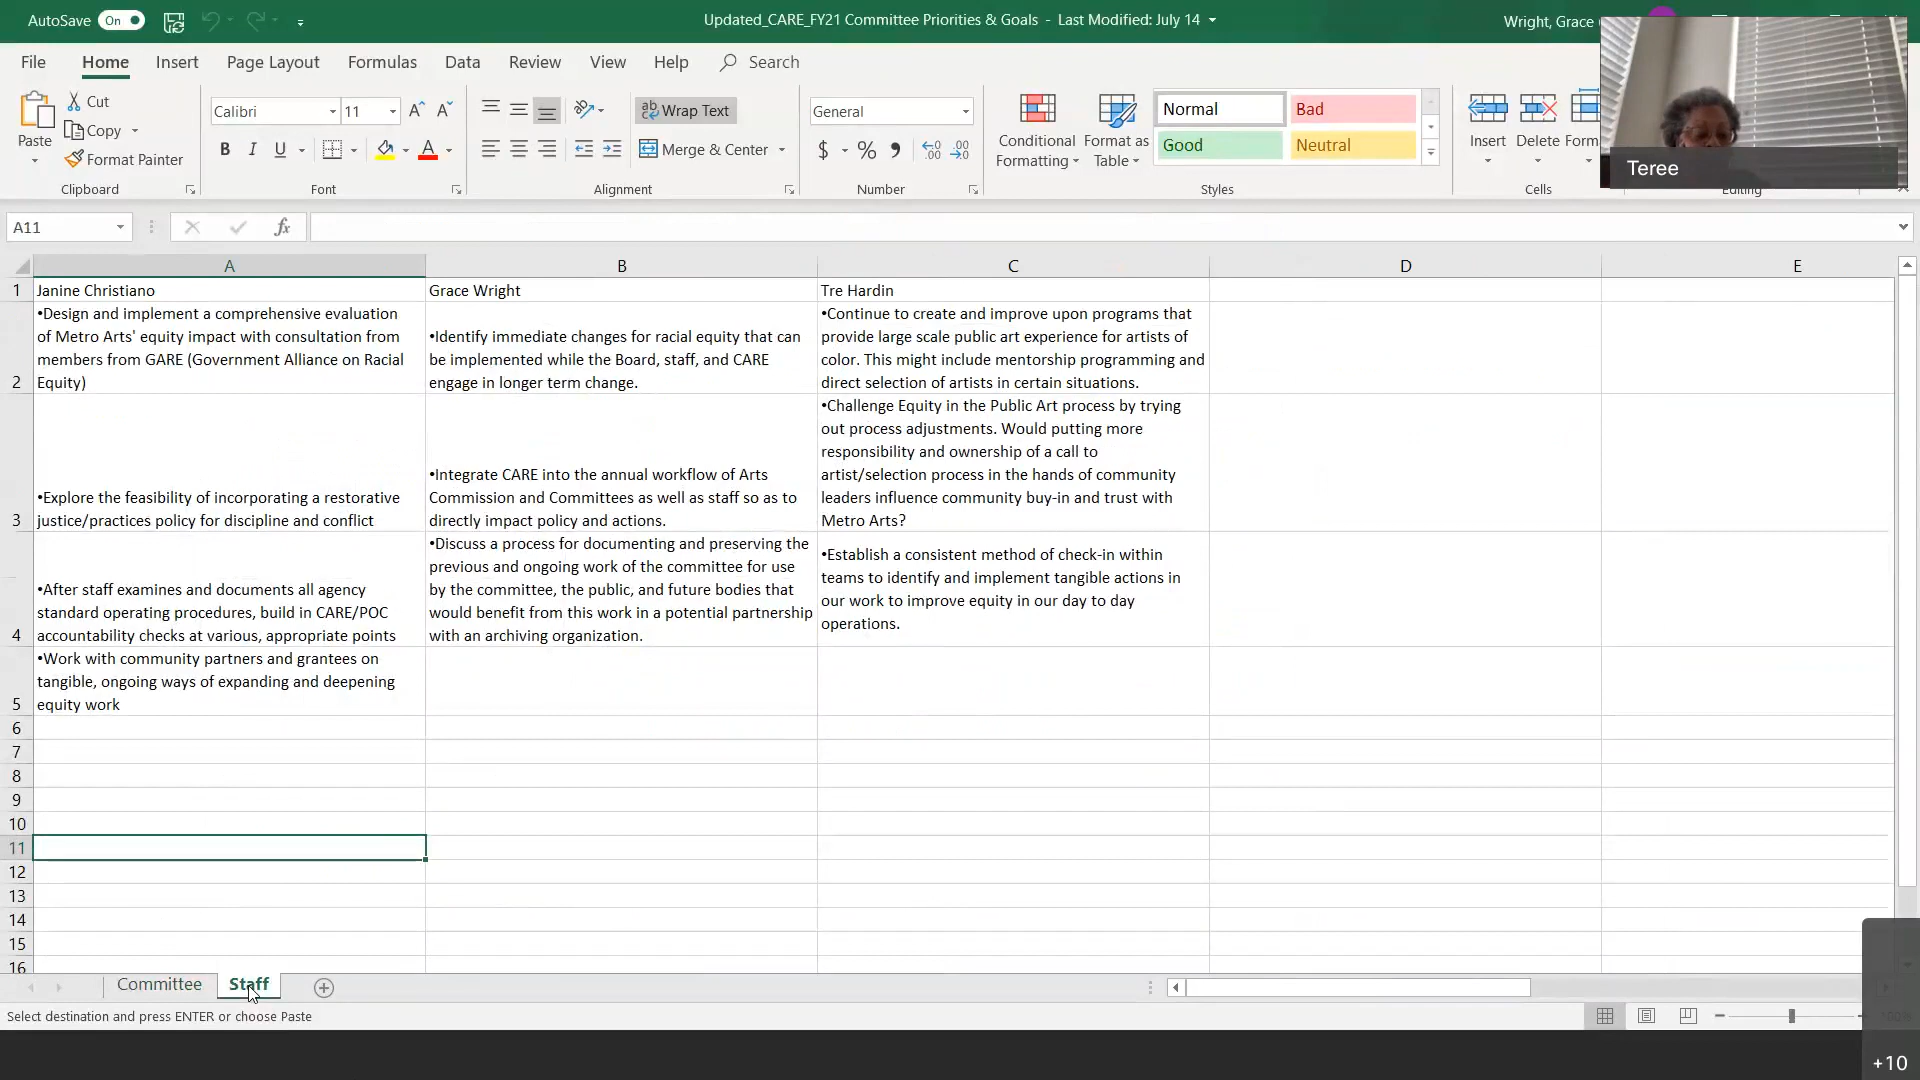 AutoSave On Updated_CARE_FY21 Committee Priorities & Goals - Last Modified: July 14 Wright, Grace
File Home Insert Page Layout Formulas Data Review View Help Search
Paste
Cut
Copy
Format Painter
Clipboard
Calibri 11
B I U
Font
Wrap Text
Merge & Center
Alignment
General
$ % 9
Number
Conditional Formatting
Format as Table
Normal Bad
Good Neutral
Styles
Insert Delete Form
Cells
Editing
Teree
A11 fx
A B C D E
1 Janine Christiano Grace Wright Tre Hardin
2
•Design and implement a comprehensive evaluation
of Metro Arts' equity impact with consultation from
members from GARE (Government Alliance on Racial
Equity)
•Identify immediate changes for racial equity that can
be implemented while the Board, staff, and CARE
engage in longer term change.
•Continue to create and improve upon programs that
provide large scale public art experience for artists of
color. This might include mentorship programming and
direct selection of artists in certain situations.
3
•Explore the feasibility of incorporating a restorative
justice/practices policy for discipline and conflict
•Integrate CARE into the annual workflow of Arts
Commission and Committees as well as staff so as to
directly impact policy and actions.
•Challenge Equity in the Public Art process by trying
out process adjustments. Would putting more
responsibility and ownership of a call to
artist/selection process in the hands of community
leaders influence community buy-in and trust with
Metro Arts?
4
•After staff examines and documents all agency
standard operating procedures, build in CARE/POC
accountability checks at various, appropriate points
•Discuss a process for documenting and preserving the
previous and ongoing work of the committee for use
by the committee, the public, and future bodies that
would benefit from this work in a potential partnership
with an archiving organization.
•Establish a consistent method of check-in within
teams to identify and implement tangible actions in
our work to improve equity in our day to day
operations.
5
•Work with community partners and grantees on
tangible, ongoing ways of expanding and deepening
equity work
6
7
8
9
10
11
12
13
14
15
16
Committee Staff
Select destination and press ENTER or choose Paste
+10